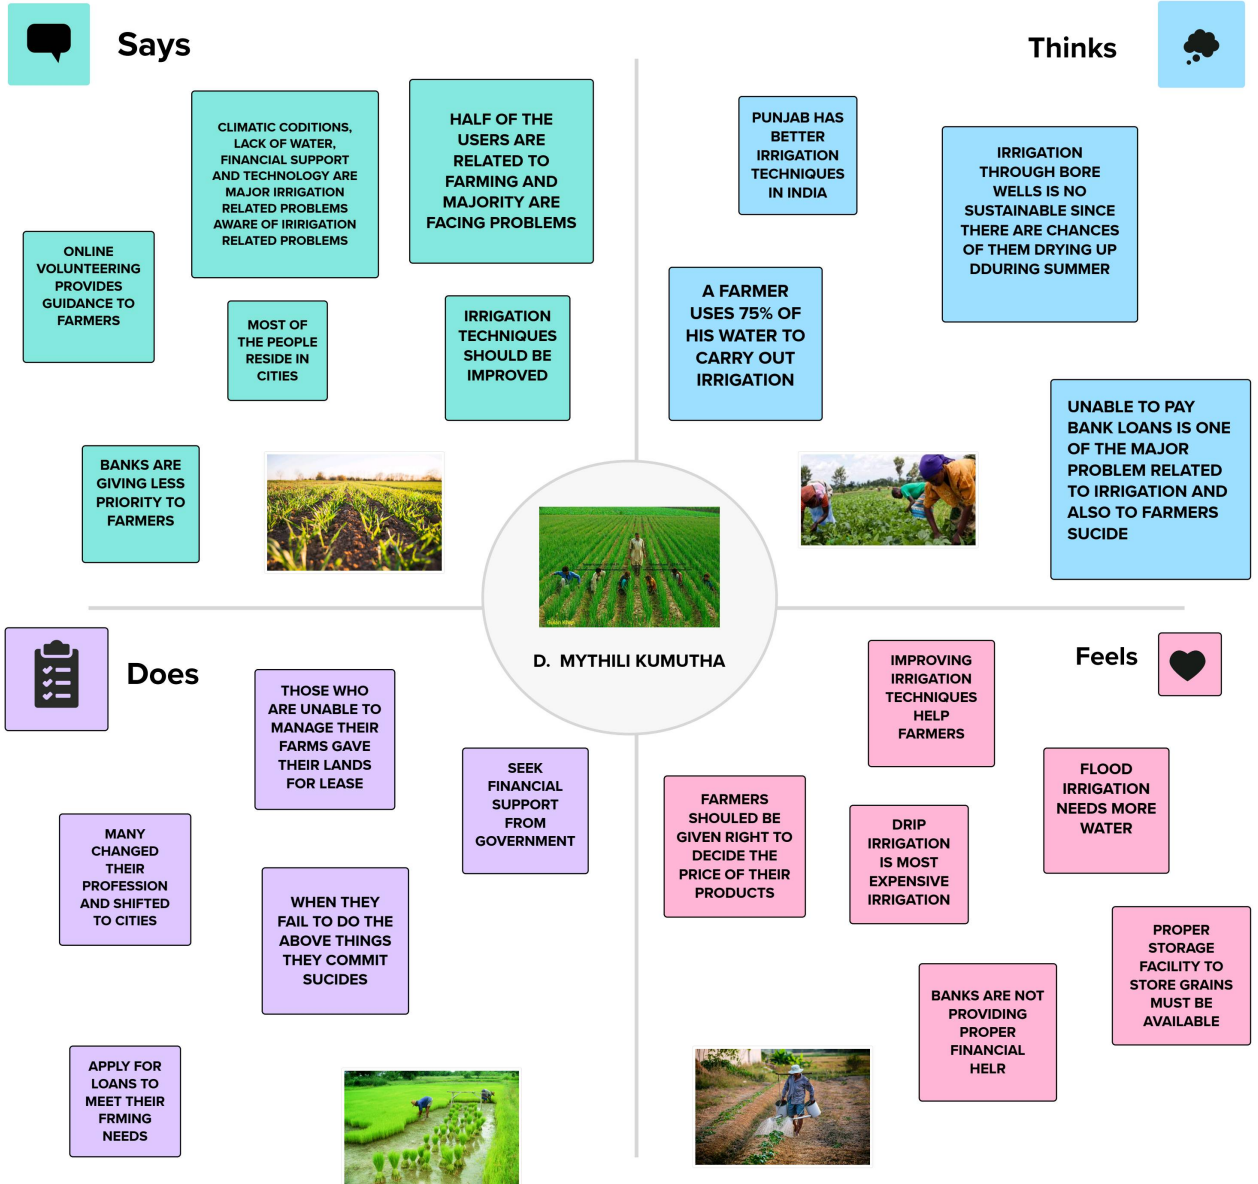 Says
CLIMATIC CODITIONS,
LACK OF WATER,
FINANCIAL SUPPORT
AND TECHNOLOGY ARE
MAJOR IRRIGATION
RELATED PROBLEMS
AWARE OF IRIRIGATION
RELATED PROBLEMS
HALF OF THE
USERS ARE
RELATED TO
FARMING AND
MAJORITY ARE
FACING PROBLEMS
ONLINE
VOLUNTEERING
PROVIDES
GUIDANCE TO
FARMERS
MOST OF
THE PEOPLE
RESIDE IN
CITIES
IRRIGATION
TECHNIQUES
SHOULD BE
IMPROVED
BANKS ARE
GIVING LESS
PRIORITY TO
FARMERS
Thinks
PUNJAB HAS
BETTER
IRRIGATION
TECHNIQUES
IN INDIA
IRRIGATION
THROUGH BORE
WELLS IS NO
SUSTAINABLE SINCE
THERE ARE CHANCES
OF THEM DRYING UP
DDURING SUMMER
A FARMER
USES 75% OF
HIS WATER TO
CARRY OUT
IRRIGATION
UNABLE TO PAY
BANK LOANS IS ONE
OF THE MAJOR
PROBLEM RELATED
TO IRRIGATION AND
ALSO TO FARMERS
SUCIDE
D. MYTHILI KUMUTHA
Does
THOSE WHO
ARE UNABLE TO
MANAGE THEIR
FARMS GAVE
THEIR LANDS
FOR LEASE
SEEK
FINANCIAL
SUPPORT
FROM
GOVERNMENT
MANY
CHANGED
THEIR
PROFESSION
AND SHIFTED
TO CITIES
WHEN THEY
FAIL TO DO THE
ABOVE THINGS
THEY COMMIT
SUCIDES
APPLY FOR
LOANS TO
MEET THEIR
FRMING
NEEDS
Feels
IMPROVING
IRRIGATION
TECHNIQUES
HELP
FARMERS
FLOOD
IRRIGATION
NEEDS MORE
WATER
FARMERS
SHOULD BE
GIVEN RIGHT TO
DECIDE THE
PRICE OF THEIR
PRODUCTS
DRIP
IRRIGATION
IS MOST
EXPENSIVE
IRRIGATION
PROPER
STORAGE
FACILITY TO
STORE GRAINS
MUST BE
AVAILABLE
BANKS ARE NOT
PROVIDING
PROPER
FINANCIAL
HELR